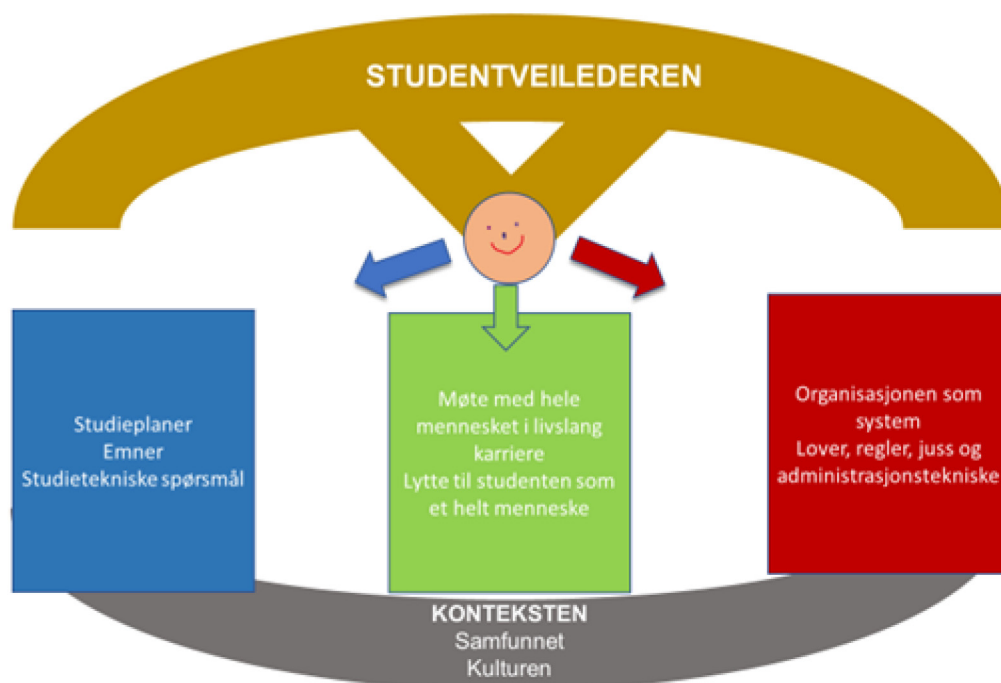 STUDENTVEILEDEREN
Studieplaner
Emner
Studietekniske spørsmål
Møte med hele
mennesket i livslang
karriere
Lytte til studenten som
et helt menneske
Organisasjonen som
system
Lover, regler, juss og
administrasjonstekniske
KONTEKSTEN
Samfunnet
Kulturen